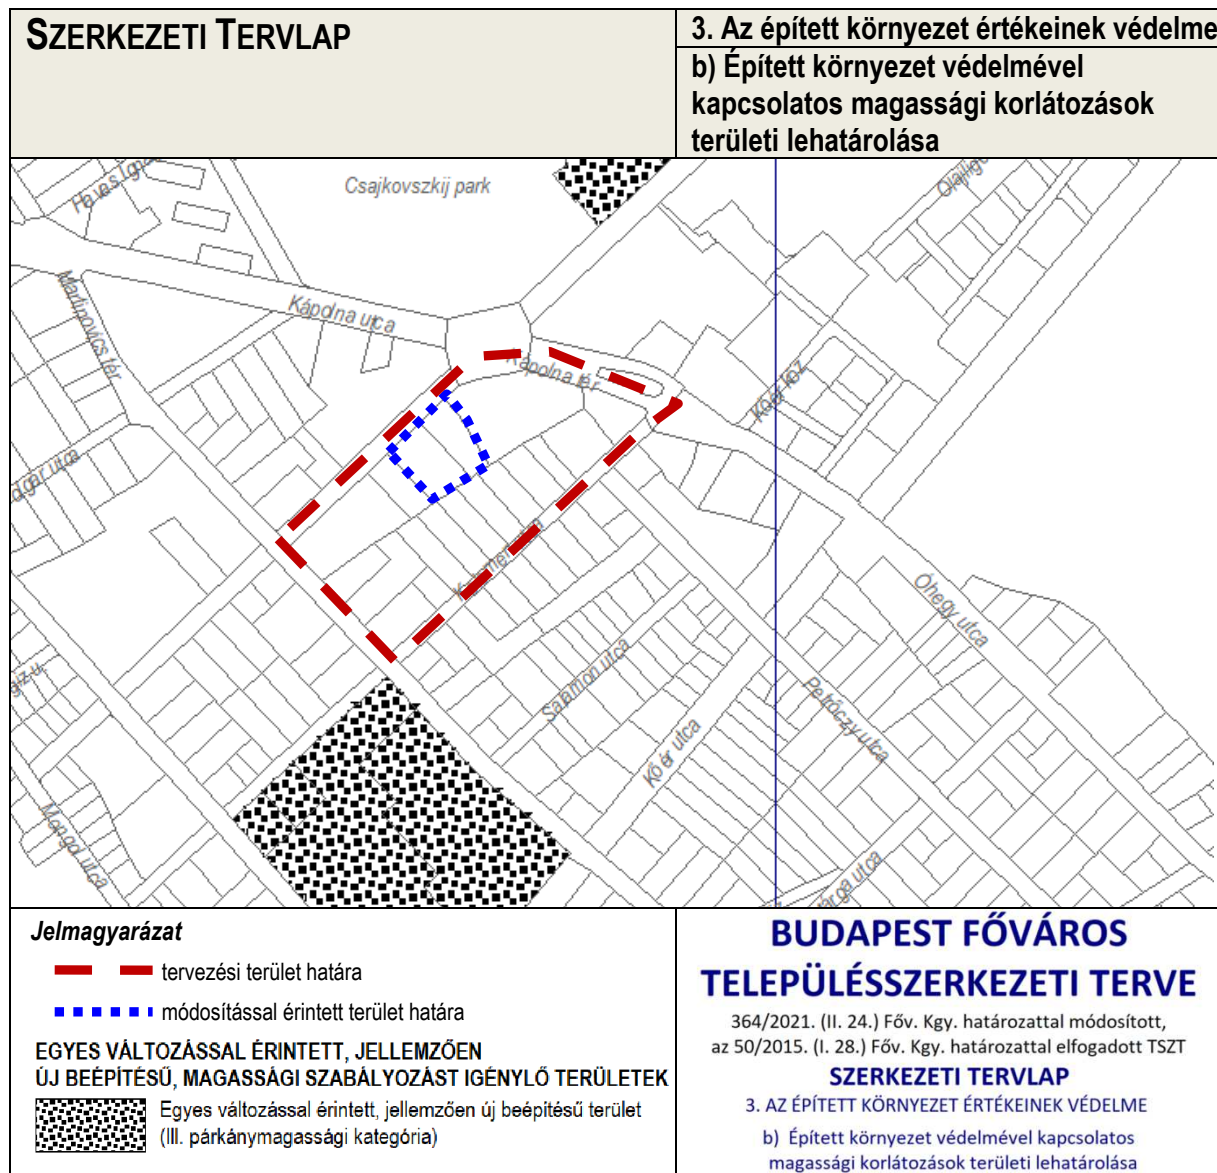 SZERKEZETI TERVLAP
3. Az épített környezet értékeinek védelme
b) Épített környezet védelmével
kapcsolatos magassági korlátozások
területi lehatárolása
Csajkovszkij park
Kápolna utca
Martinovics tér
Kápolna tér
Kőér köz
Óhegy utca
Salamon utca
Petrőczy utca
Kőér utca
Mongol utca
Jelmagyarázat
tervezési terület határa
módosítással érintett terület határa
EGYES VÁLTOZÁSSAL ÉRINTETT, JELLEMZŐEN
ÚJ BEÉPÍTÉSŰ, MAGASSÁGI SZABÁLYOZÁST IGÉNYLŐ TERÜLETEK
Egyes változással érintett, jellemzően új beépítésű terület
(III. párkánymagassági kategória)
BUDAPEST FŐVÁROS
TELEPÜLÉSSZERKEZETI TERVE
364/2021. (II. 24.) Főv. Kgy. határozattal módosított,
az 50/2015. (I. 28.) Főv. Kgy. határozattal elfogadott TSZT
SZERKEZETI TERVLAP
3. AZ ÉPÍTETT KÖRNYEZET ÉRTÉKEINEK VÉDELME
b) Épített környezet védelmével kapcsolatos
magassági korlátozások területi lehatárolása